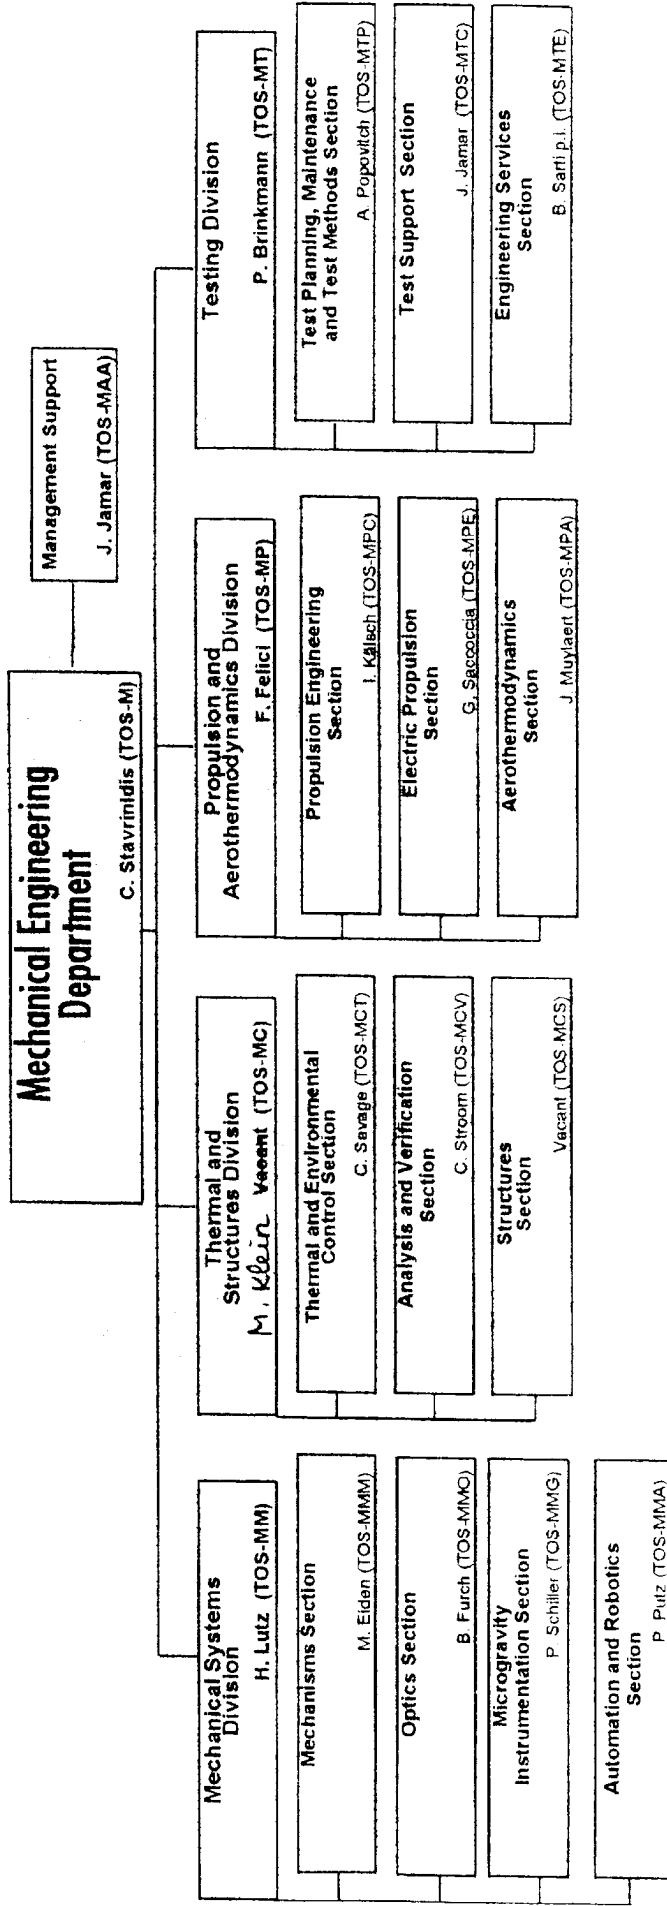 Mechanical Engineering
Department
C. Stavrinidis (TOS-M)
Management Support
J. Jamar (TOS-MAA)
Mechanical Systems
Division
H. Lutz (TOS-MM)
Mechanisms Section
M. Eiden (TOS-MMM)
Optics Section
B. Furch (TOS-MMO)
Microgravity
Instrumentation Section
P. Schiller (TOS-MMG)
Automation and Robotics
Section
P. Putz (TOS-MMA)
Thermal and
Structures Division
M. Klein Vacant (TOS-MC)
Thermal and Environmental
Control Section
C. Savage (TOS-MCT)
Analysis and Verification
Section
C. Stroom (TOS-MCV)
Structures
Section
Vacant (TOS-MCS)
Propulsion and
Aerothermodynamics Division
F. Felici (TOS-MP)
Propulsion Engineering
Section
I. Kälsch (TOS-MPC)
Electric Propulsion
Section
G. Saccoccia (TOS-MPE)
Aerothermodynamics
Section
J. Muylaert (TOS-MPA)
Testing Division
P. Brinkmann (TOS-MT)
Test Planning, Maintenance
and Test Methods Section
A. Popovitch (TOS-MTP)
Test Support Section
J. Jamar (TOS-MTC)
Engineering Services
Section
B. Sarti p.i. (TOS-MTE)